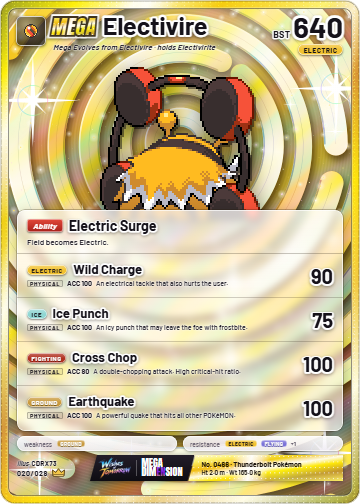 MEGA Electivire BST 640
Mega Evolves from Electivire · holds Electivirite
ELECTRIC
Ability Electric Surge
Field becomes Electric.
ELECTRIC Wild Charge 90
PHYSICAL ACC 100 An electrical tackle that also hurts the user.
ICE Ice Punch 75
PHYSICAL ACC 100 An icy punch that may leave the foe with frostbite.
FIGHTING Cross Chop 100
PHYSICAL ACC 80 A double-chopping attack. High critical-hit ratio.
GROUND Earthquake 100
PHYSICAL ACC 100 A powerful quake that hits all other POKéMON.
weakness GROUND resistance ELECTRIC FLYING +1
illus CDRX73
020/028
MEGA DIMENSION
No. 0466 · Thunderbolt Pokémon
Ht 2.0 m · Wt 165.0 kg